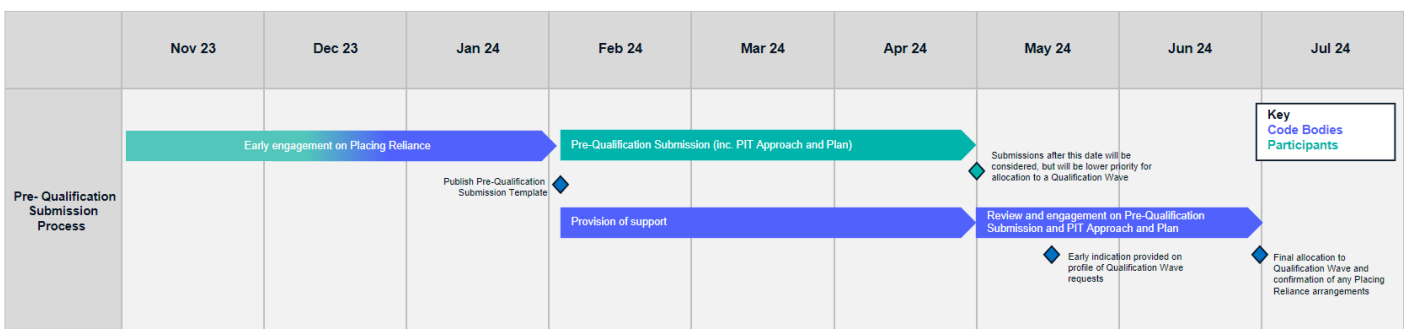 Nov 23
Dec 23
Jan 24
Feb 24
Mar 24
Apr 24
May 24
Jun 24
Jul 24
Key
Code Bodies
Participants
Early engagement on Placing Reliance
Pre-Qualification Submission (inc. PIT Approach and Plan)
Submissions after this date will be
considered, but will be lower priority for
allocation to a Qualification Wave
Publish Pre-Qualification
Submission Template
Pre- Qualification
Submission
Process
Provision of support
Review and engagement on Pre-Qualification
Submission and PIT Approach and Plan
Early indication provided on
profile of Qualification Wave
requests
Final allocation to
Qualification Wave and
confirmation of any Placing
Reliance arrangements